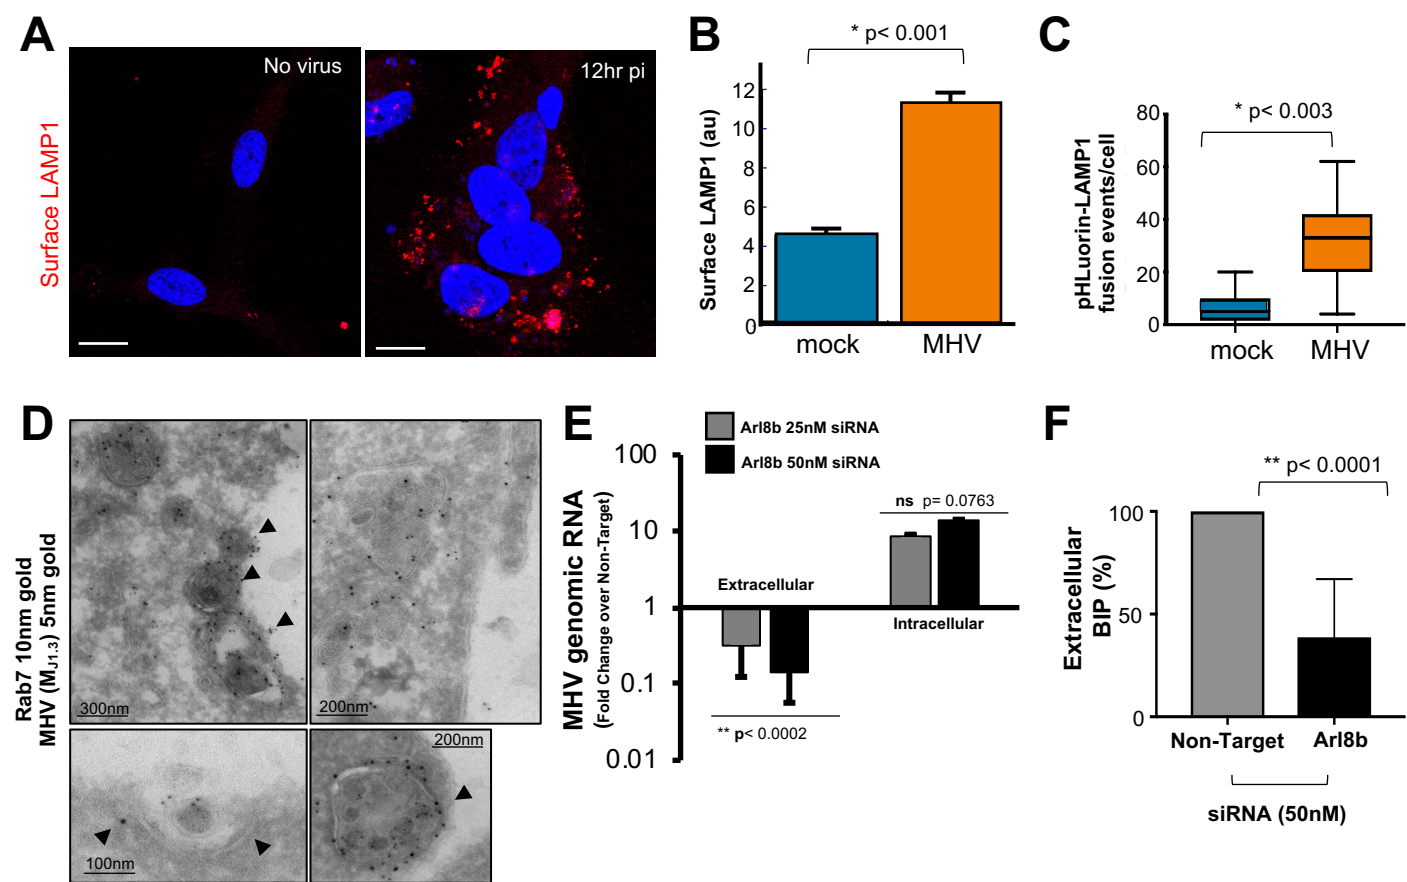 A
No virus
12hr pi
Surface LAMP1
B
* p< 0.001
Surface LAMP1 (au)
12
10
8
6
4
2
0
mock
MHV
C
* p< 0.003
pHLuorin-LAMP1
fusion events/cell
80
60
40
20
0
mock
MHV
D
Rab7 10nm gold
MHV (MJ1.3) 5nm gold
300nm
200nm
100nm
200nm
E
Arl8b 25nM siRNA
Arl8b 50nM siRNA
MHV genomic RNA
(Fold Change over Non-Target)
100
10
1
0.1
0.01
ns p= 0.0763
Extracellular
Intracellular
** p< 0.0002
F
** p< 0.0001
Extracellular
BIP (%)
100
50
0
Non-Target
Arl8b
siRNA (50nM)